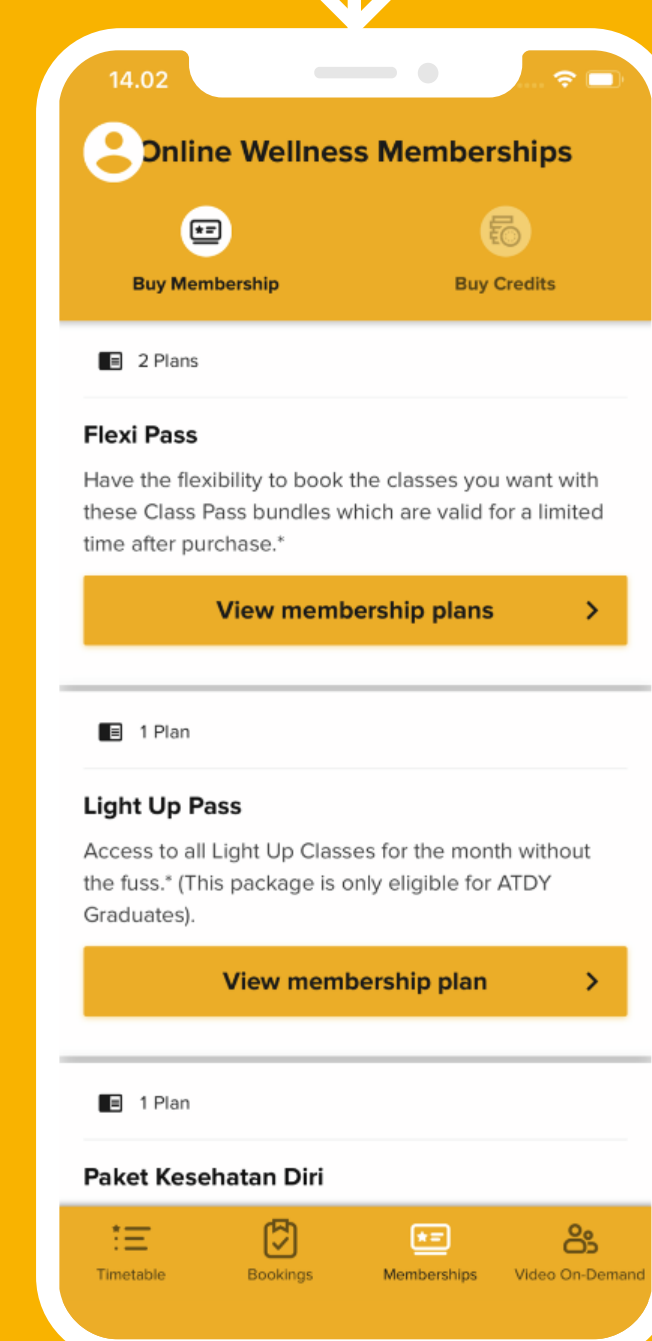 14.02
Online Wellness Memberships
Buy Membership
Buy Credits
2 Plans
Flexi Pass
Have the flexibility to book the classes you want with
these Class Pass bundles which are valid for a limited
time after purchase.*
View membership plans
1 Plan
Light Up Pass
Access to all Light Up Classes for the month without
the fuss.* (This package is only eligible for ATDY
Graduates).
View membership plan
1 Plan
Paket Kesehatan Diri
Timetable
Bookings
Memberships
Video On-Demand